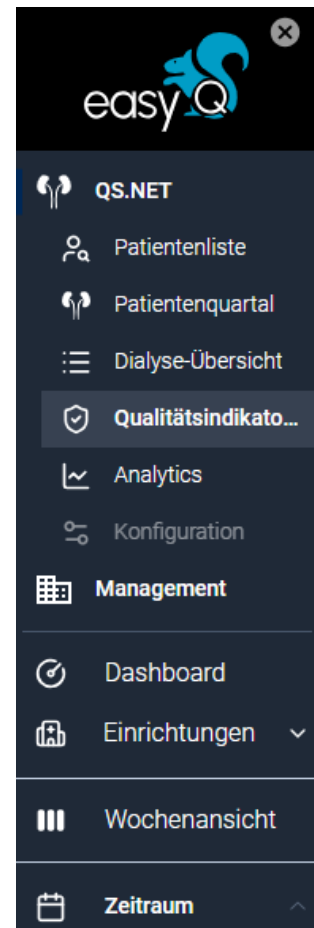 easyQ
QS.NET
Patientenliste
Patientenquartal
Dialyse-Übersicht
Qualitätsindikato...
Analytics
Konfiguration
Management
Dashboard
Einrichtungen
Wochenansicht
Zeitraum